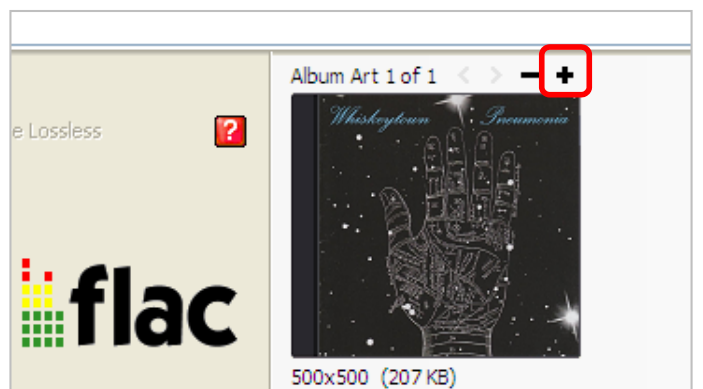 Album Art 1 of 1 < > - +
e Lossless
?
Whiskeytown Pneumonia
flac
500x500 (207 KB)